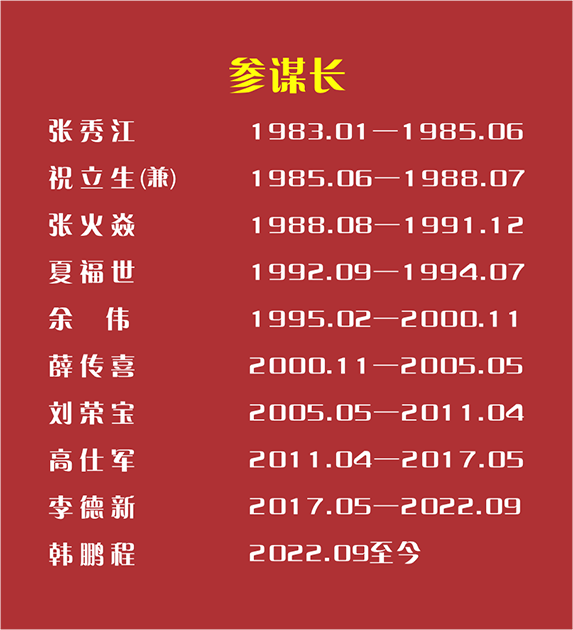 参谋长
张秀江 1983.01—1985.06
祝立生(兼) 1985.06—1988.07
张火焱 1988.08—1991.12
夏福世 1992.09—1994.07
余 伟 1995.02—2000.11
薛传喜 2000.11—2005.05
刘荣宝 2005.05—2011.04
高仕军 2011.04—2017.05
李德新 2017.05—2022.09
韩鹏程 2022.09至今